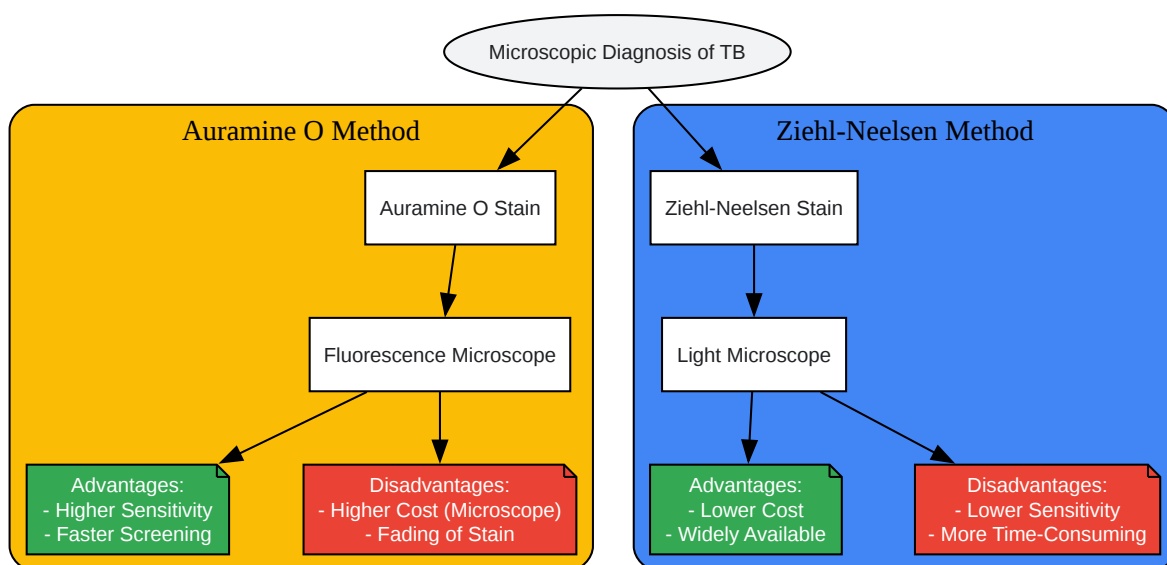 Microscopic Diagnosis of TB
Auramine O Method
Auramine O Stain
Fluorescence Microscope
Advantages:
- Higher Sensitivity
- Faster Screening
Disadvantages:
- Higher Cost (Microscope)
- Fading of Stain
Ziehl-Neelsen Method
Ziehl-Neelsen Stain
Light Microscope
Advantages:
- Lower Cost
- Widely Available
Disadvantages:
- Lower Sensitivity
- More Time-Consuming